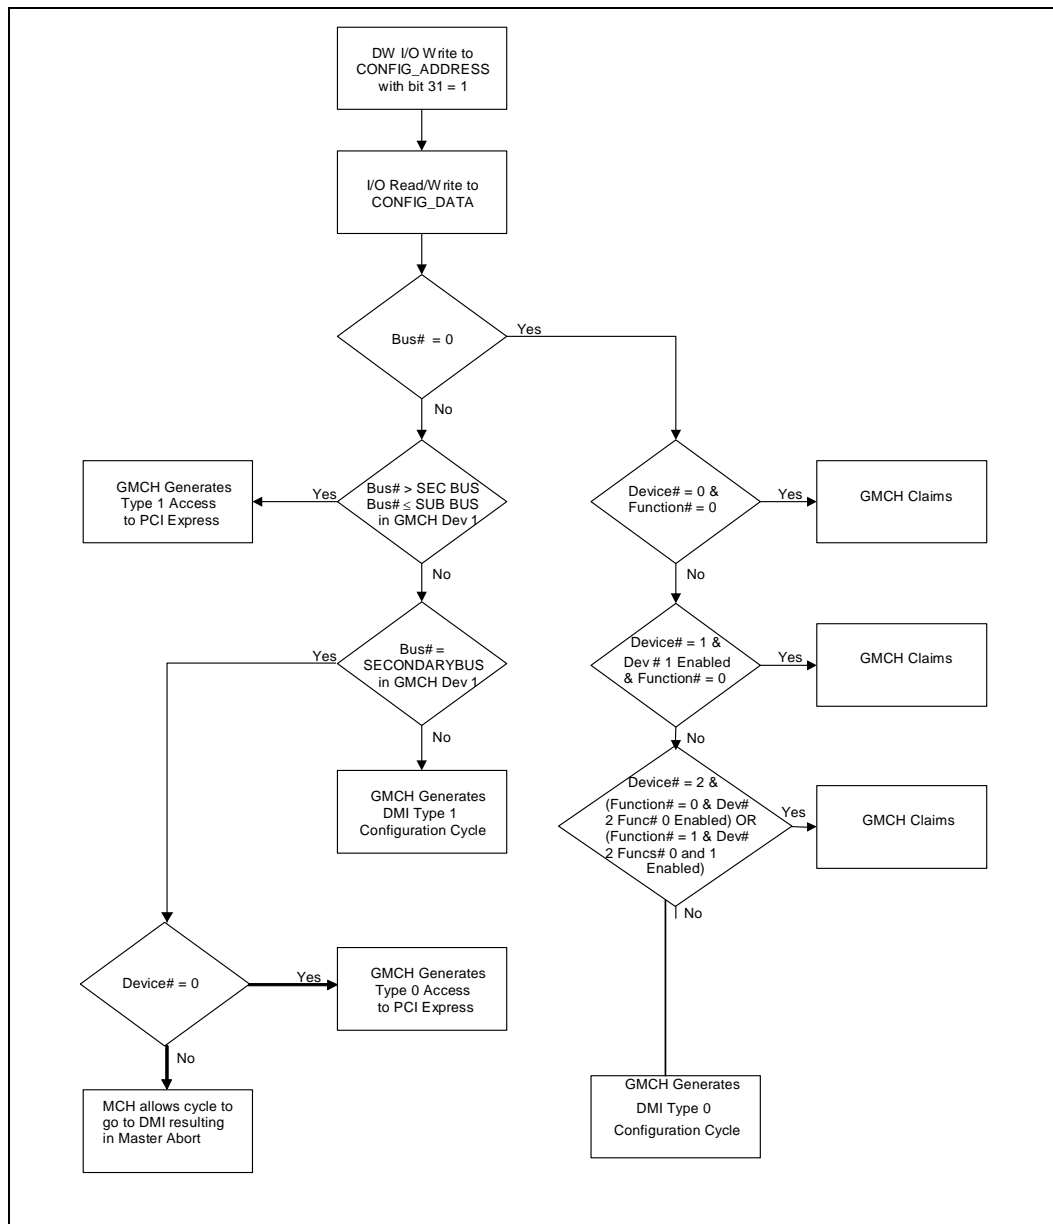 DW I/O Write to
CONFIG_ADDRESS
with bit 31 = 1
I/O Read/Write to
CONFIG_DATA
Bus# = 0
Yes
No
Bus# > SEC BUS
Bus# ≤ SUB BUS
in GMCH Dev 1
Yes
GMCH Generates
Type 1 Access
to PCI Express
No
Device# = 0 &
Function# = 0
Yes
GMCH Claims
No
Bus# =
SECONDARYBUS
in GMCH Dev 1
Yes
No
Device# = 1 &
Dev # 1 Enabled
& Function# = 0
Yes
GMCH Claims
No
GMCH Generates
DMI Type 1
Configuration Cycle
Device# = 2 &
(Function# = 0 & Dev#
2 Func# 0 Enabled) OR
(Function# = 1 & Dev#
2 Funcs# 0 and 1
Enabled)
Yes
GMCH Claims
No
Device# = 0
Yes
GMCH Generates
Type 0 Access
to PCI Express
No
MCH allows cycle to
go to DMI resulting
in Master Abort
GMCH Generates
DMI Type 0
Configuration Cycle